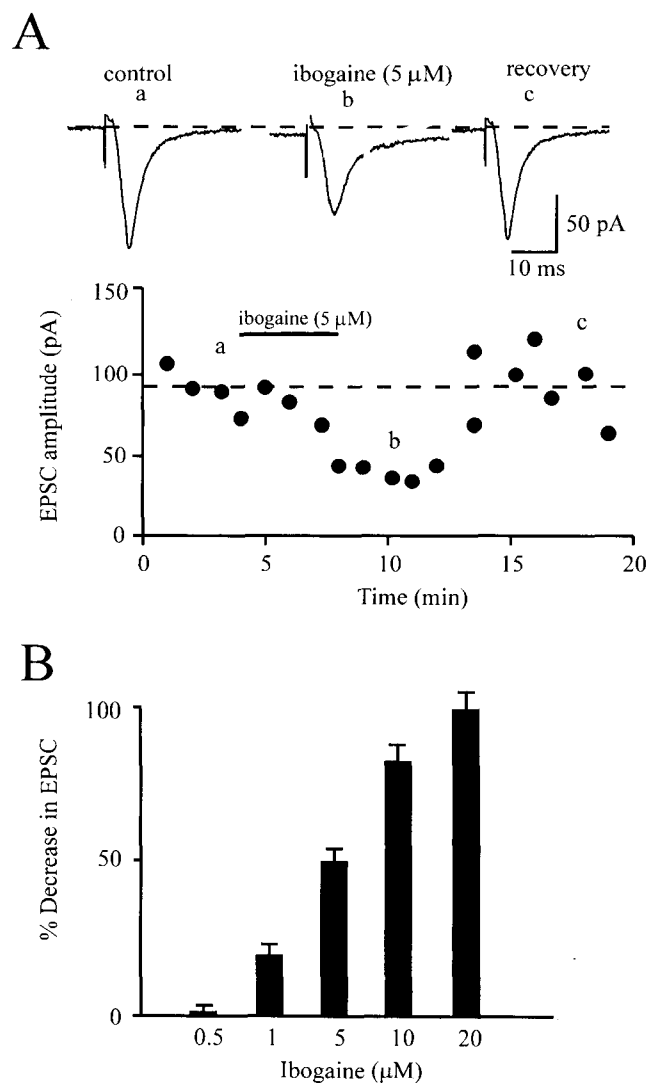 A
control
ibogaine (5 μM)
recovery
a
b
c
50 pA
10 ms
EPSC amplitude (pA)
150
100
50
0
ibogaine (5 μM)
a
b
c
0
5
10
15
20
Time (min)
B
% Decrease in EPSC
100
50
0
0.5
1
5
10
20
Ibogaine (μM)